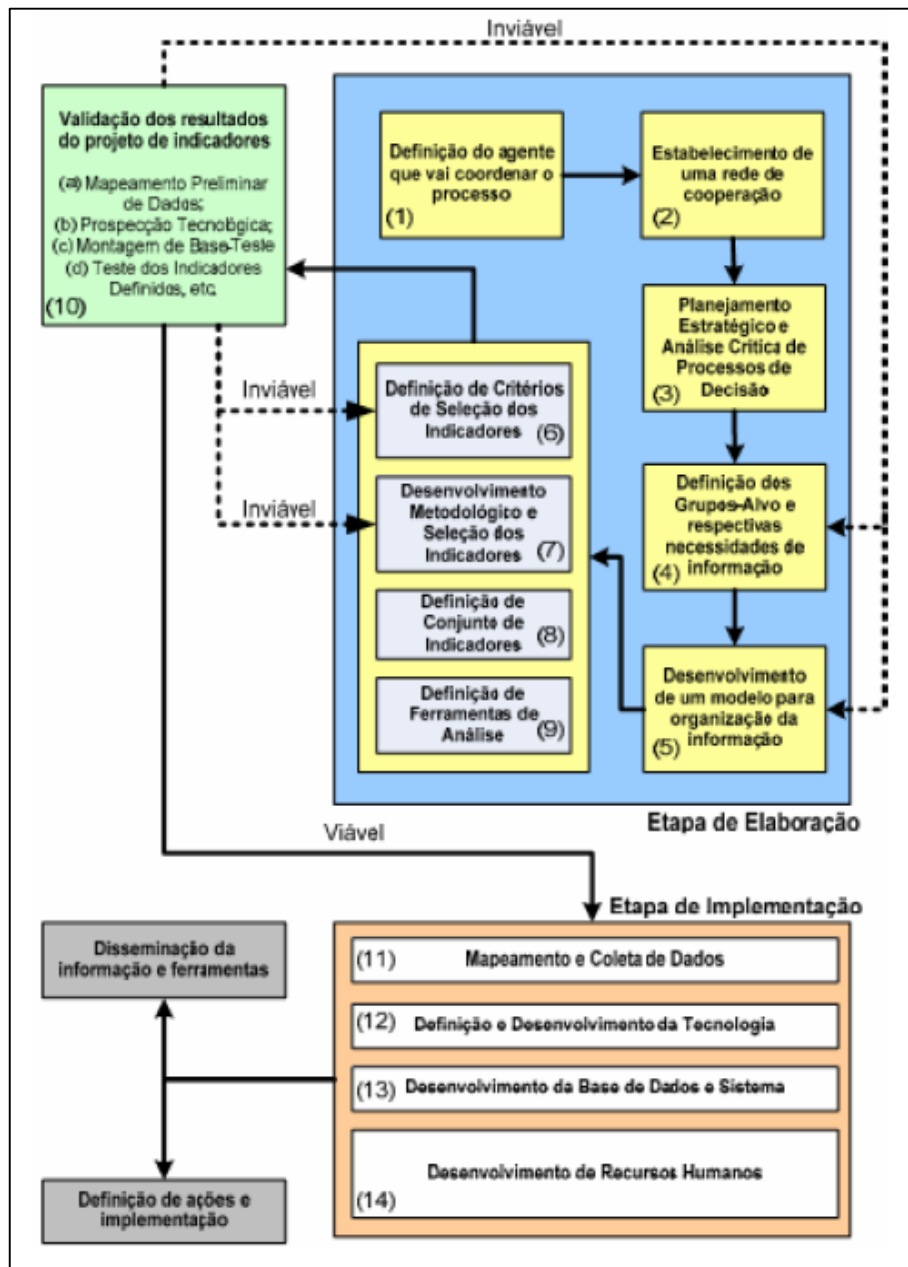 Inviável
Validação dos resultados
do projeto de indicadores
(a) Mapeamento Preliminar
de Dados;
(b) Prospecção Tecnológica;
(c) Montagem de Base-Teste
(d) Teste dos Indicadores
Definidos, etc.
(10)
Definição do agente
que vai coordenar o
processo
(1)
Estabelecimento de
uma rede de
cooperação
(2)
Planejamento
Estratégico e
Análise Crítica de
Processos de
Decisão
(3)
Definição dos
Grupos-Alvo e
respectivas
necessidades de
informação
(4)
Desenvolvimento
de um modelo para
organização da
informação
(5)
Inviável
Definição de Critérios
de Seleção dos
Indicadores
(6)
Inviável
Desenvolvimento
Metodológico e
Seleção dos
Indicadores
(7)
Definição de
Conjunto de
Indicadores
(8)
Definição de
Ferramentas de
Análise
(9)
Etapa de Elaboração
Viável
Etapa de Implementação
(11) Mapeamento e Coleta de Dados
(12) Definição e Desenvolvimento da Tecnologia
(13) Desenvolvimento da Base de Dados e Sistema
Desenvolvimento de Recursos Humanos
(14)
Disseminação da
informação e ferramentas
Definição de ações e
implementação